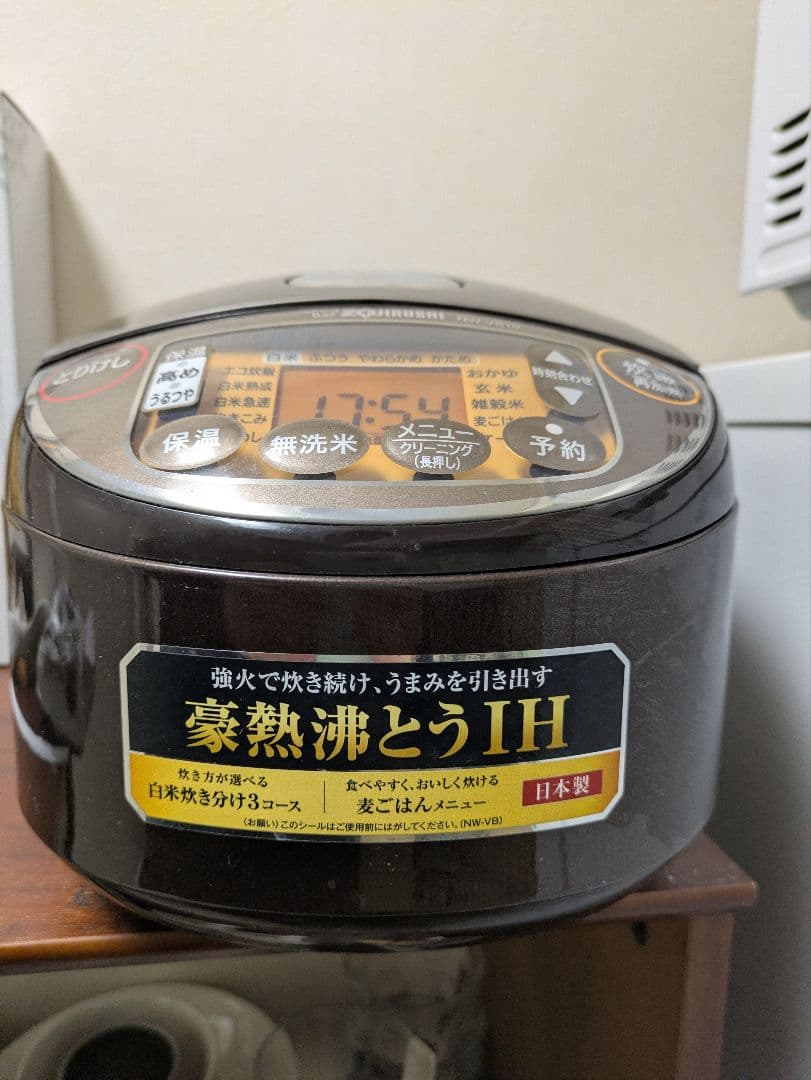 ZOJIRUSHI
とりけし
保温
高め
うるつや
白米 ふつう やわらかめ かため
エコ炊飯
白米熟成
白米急速
17:54
おかゆ
玄米
雑穀米
麦ごはん
時刻合わせ
保温
無洗米
メニュー
クリーニング
(長押し)
予約
強火で炊き続け、うまみを引き出す
豪熱沸とうIH
炊き方が選べる
白米炊き分け3コース
食べやすく、おいしく炊ける
麦ごはんメニュー
日本製
(お願い)このシールはご使用前にはがしてください。(NW-VB)